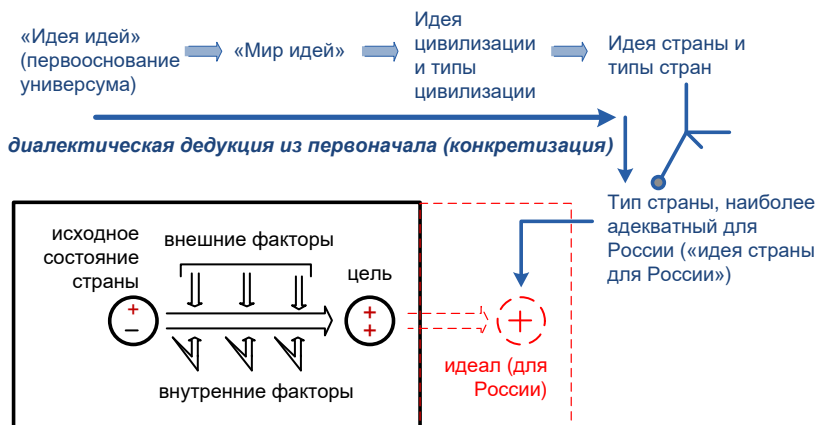 «Идея идей»
(первооснование
универсума)
«Мир идей»
Идея
цивилизации
и типы
цивилизации
Идея страны и
типы стран
диалектическая дедукция из первоначала (конкретизация)
Тип страны, наиболее
адекватный для
России («идея страны
для России»)
исходное
состояние
страны
внешние факторы
цель
+
–
+
+
+
внутренние факторы
идеал (для
России)